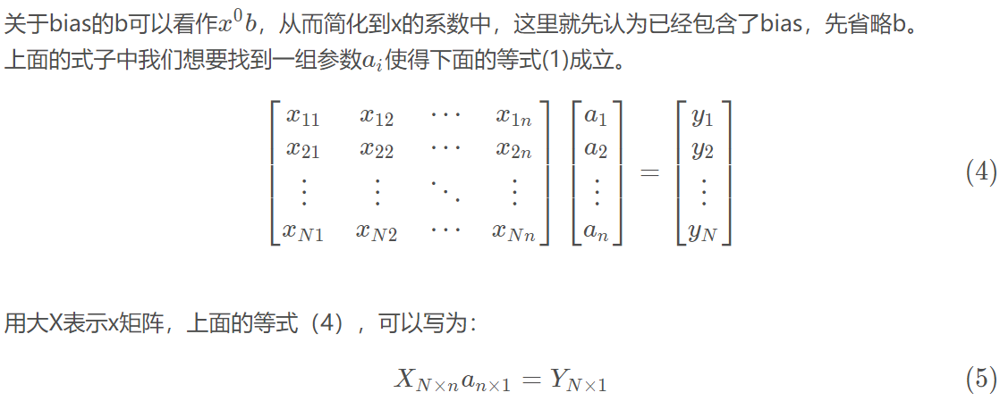 关于bias的b可以看作$x^0b$，从而简化到x的系数中，这里就先认为已经包含了bias，先省略b。
上面的式子中我们想要找到一组参数$a_i$使得下面的等式(1)成立。
$$\begin{bmatrix} x_{11} & x_{12} & \cdots & x_{1n} \\ x_{21} & x_{22} & \cdots & x_{2n} \\ \vdots & \vdots & \ddots & \vdots \\ x_{N1} & x_{N2} & \cdots & x_{Nn} \end{bmatrix} \begin{bmatrix} a_1 \\ a_2 \\ \vdots \\ a_n \end{bmatrix} = \begin{bmatrix} y_1 \\ y_2 \\ \vdots \\ y_N \end{bmatrix} \quad (4)$$
用大X表示x矩阵，上面的等式（4），可以写为：
$$X_{N\times n}a_{n\times 1} = Y_{N\times 1} \quad (5)$$